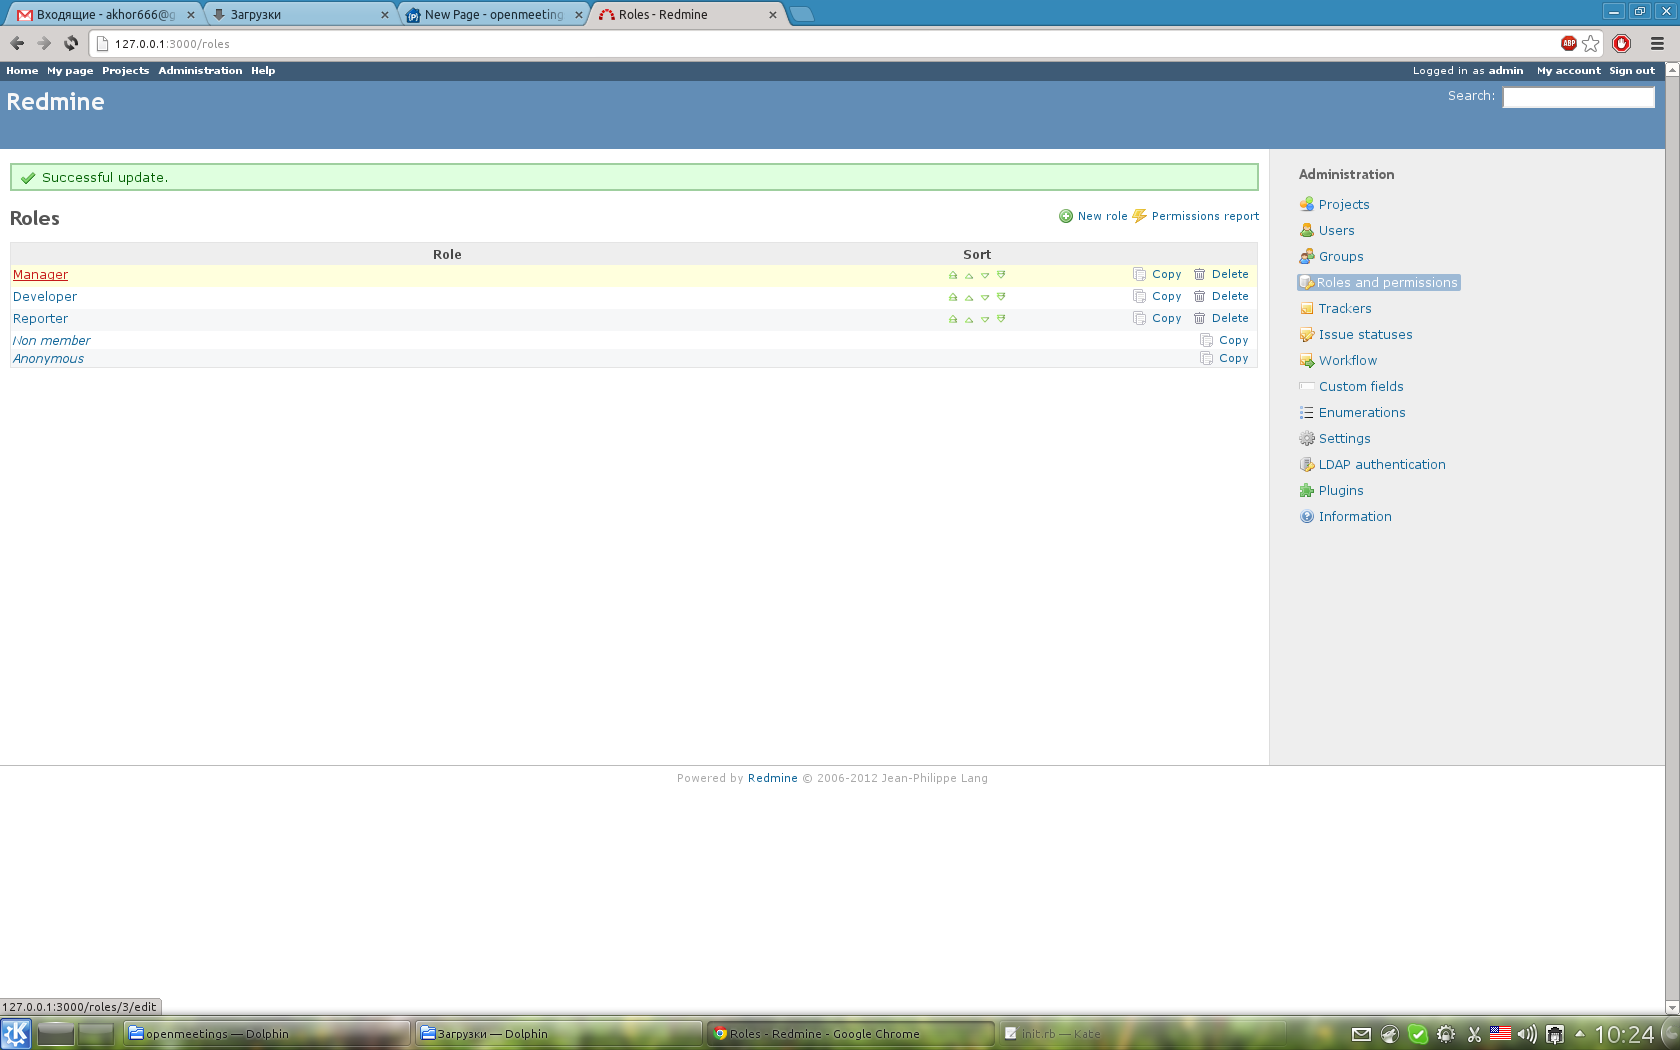 Входящие - akhor666@g
Загрузки
New Page - openmeeting
Roles - Redmine
127.0.0.1:3000/roles
ABP
Home My page Projects Administration Help
Logged in as admin My account Sign out
Redmine
Search:
Successful update.
Roles
New role Permissions report
Role Sort
Manager Copy Delete
Developer Copy Delete
Reporter Copy Delete
Non member Copy
Anonymous Copy
Administration
Projects
Users
Groups
Roles and permissions
Trackers
Issue statuses
Workflow
Custom fields
Enumerations
Settings
LDAP authentication
Plugins
Information
Powered by Redmine © 2006-2012 Jean-Philippe Lang
127.0.0.1:3000/roles/3/edit
openmeetings — Dolphin
Загрузки — Dolphin
Roles - Redmine - Google Chrome
init.rb — Kate
10:24